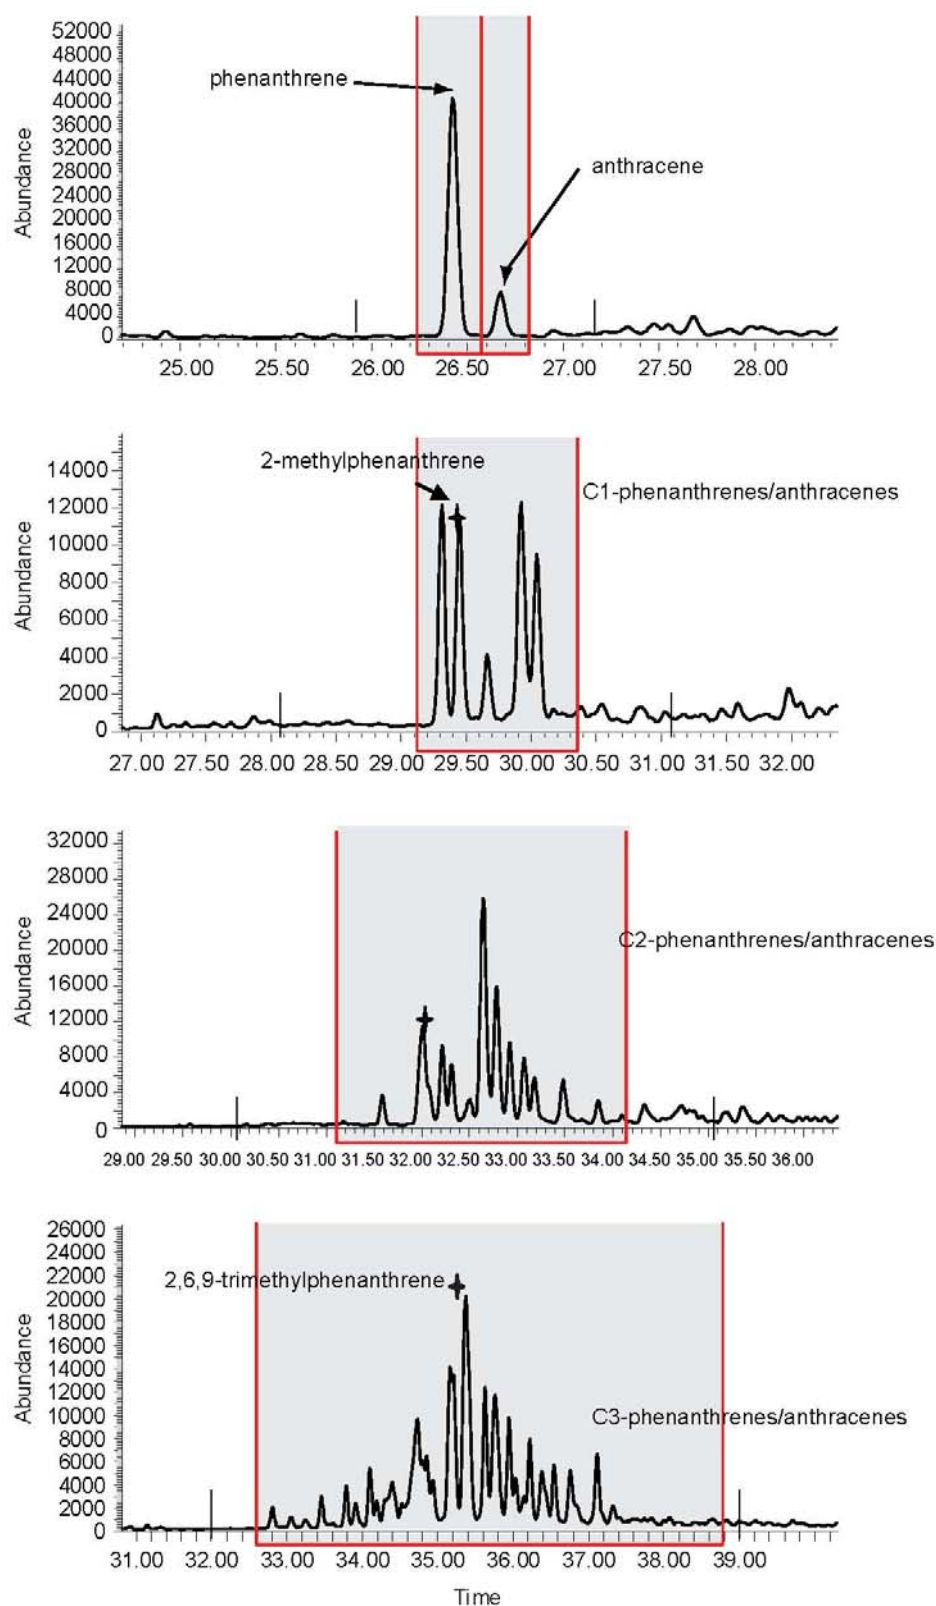 52000
48000
44000
40000
36000
32000
28000
24000
20000
16000
12000
8000
4000
0
Abundance
phenanthrene
anthracene
25.00 25.50 26.00 26.50 27.00 27.50 28.00
14000
12000
10000
8000
6000
4000
2000
0
Abundance
2-methylphenanthrene
C1-phenanthrenes/anthracenes
27.00 27.50 28.00 28.50 29.00 29.50 30.00 30.50 31.00 31.50 32.00
32000
28000
24000
20000
16000
12000
8000
4000
0
Abundance
C2-phenanthrenes/anthracenes
29.00 29.50 30.00 30.50 31.00 31.50 32.00 32.50 33.00 33.50 34.00 34.50 35.00 35.50 36.00
26000
24000
22000
20000
18000
16000
14000
12000
10000
8000
6000
4000
2000
0
Abundance
2,6,9-trimethylphenanthrene
C3-phenanthrenes/anthracenes
31.00 32.00 33.00 34.00 35.00 36.00 37.00 38.00 39.00
Time